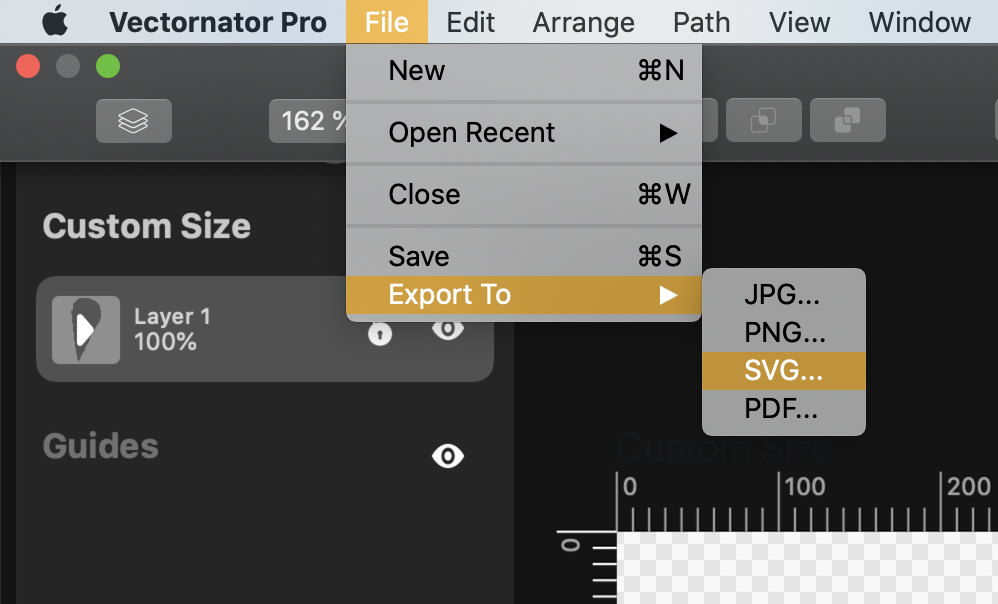 Vectornator Pro File Edit Arrange Path View Window
New ⌘N
162 %
Open Recent ▶
Close ⌘W
Custom Size
Save ⌘S
Export To ▶
JPG...
Layer 1
PNG...
100%
SVG...
PDF...
Guides
Custom Size
0 100 200
0